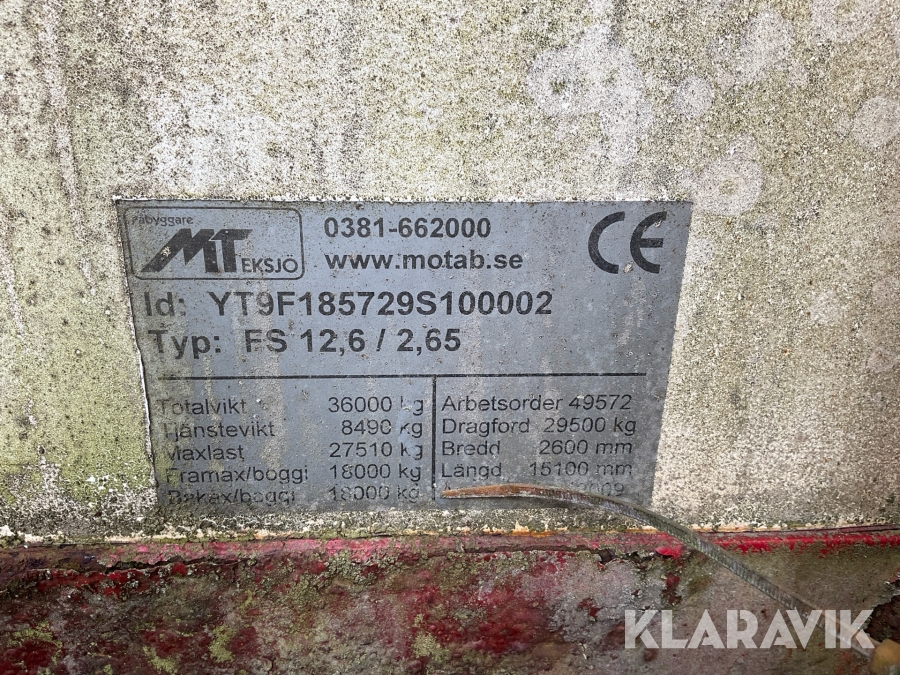 MT EKSJÖ
0381-662000
www.motab.se
CE
Id: YT9F185729S100002
Typ: FS 12,6 / 2,65
Totalvikt 36000 kg
Tjänstevikt 8490 kg
Maxlast 27510 kg
Framax/boggi 18000 kg
Bakax/boggi 18000 kg
Arbetsorder 49572
Dragford 29500 kg
Bredd 2600 mm
Längd 15100 mm
KLARAVIK